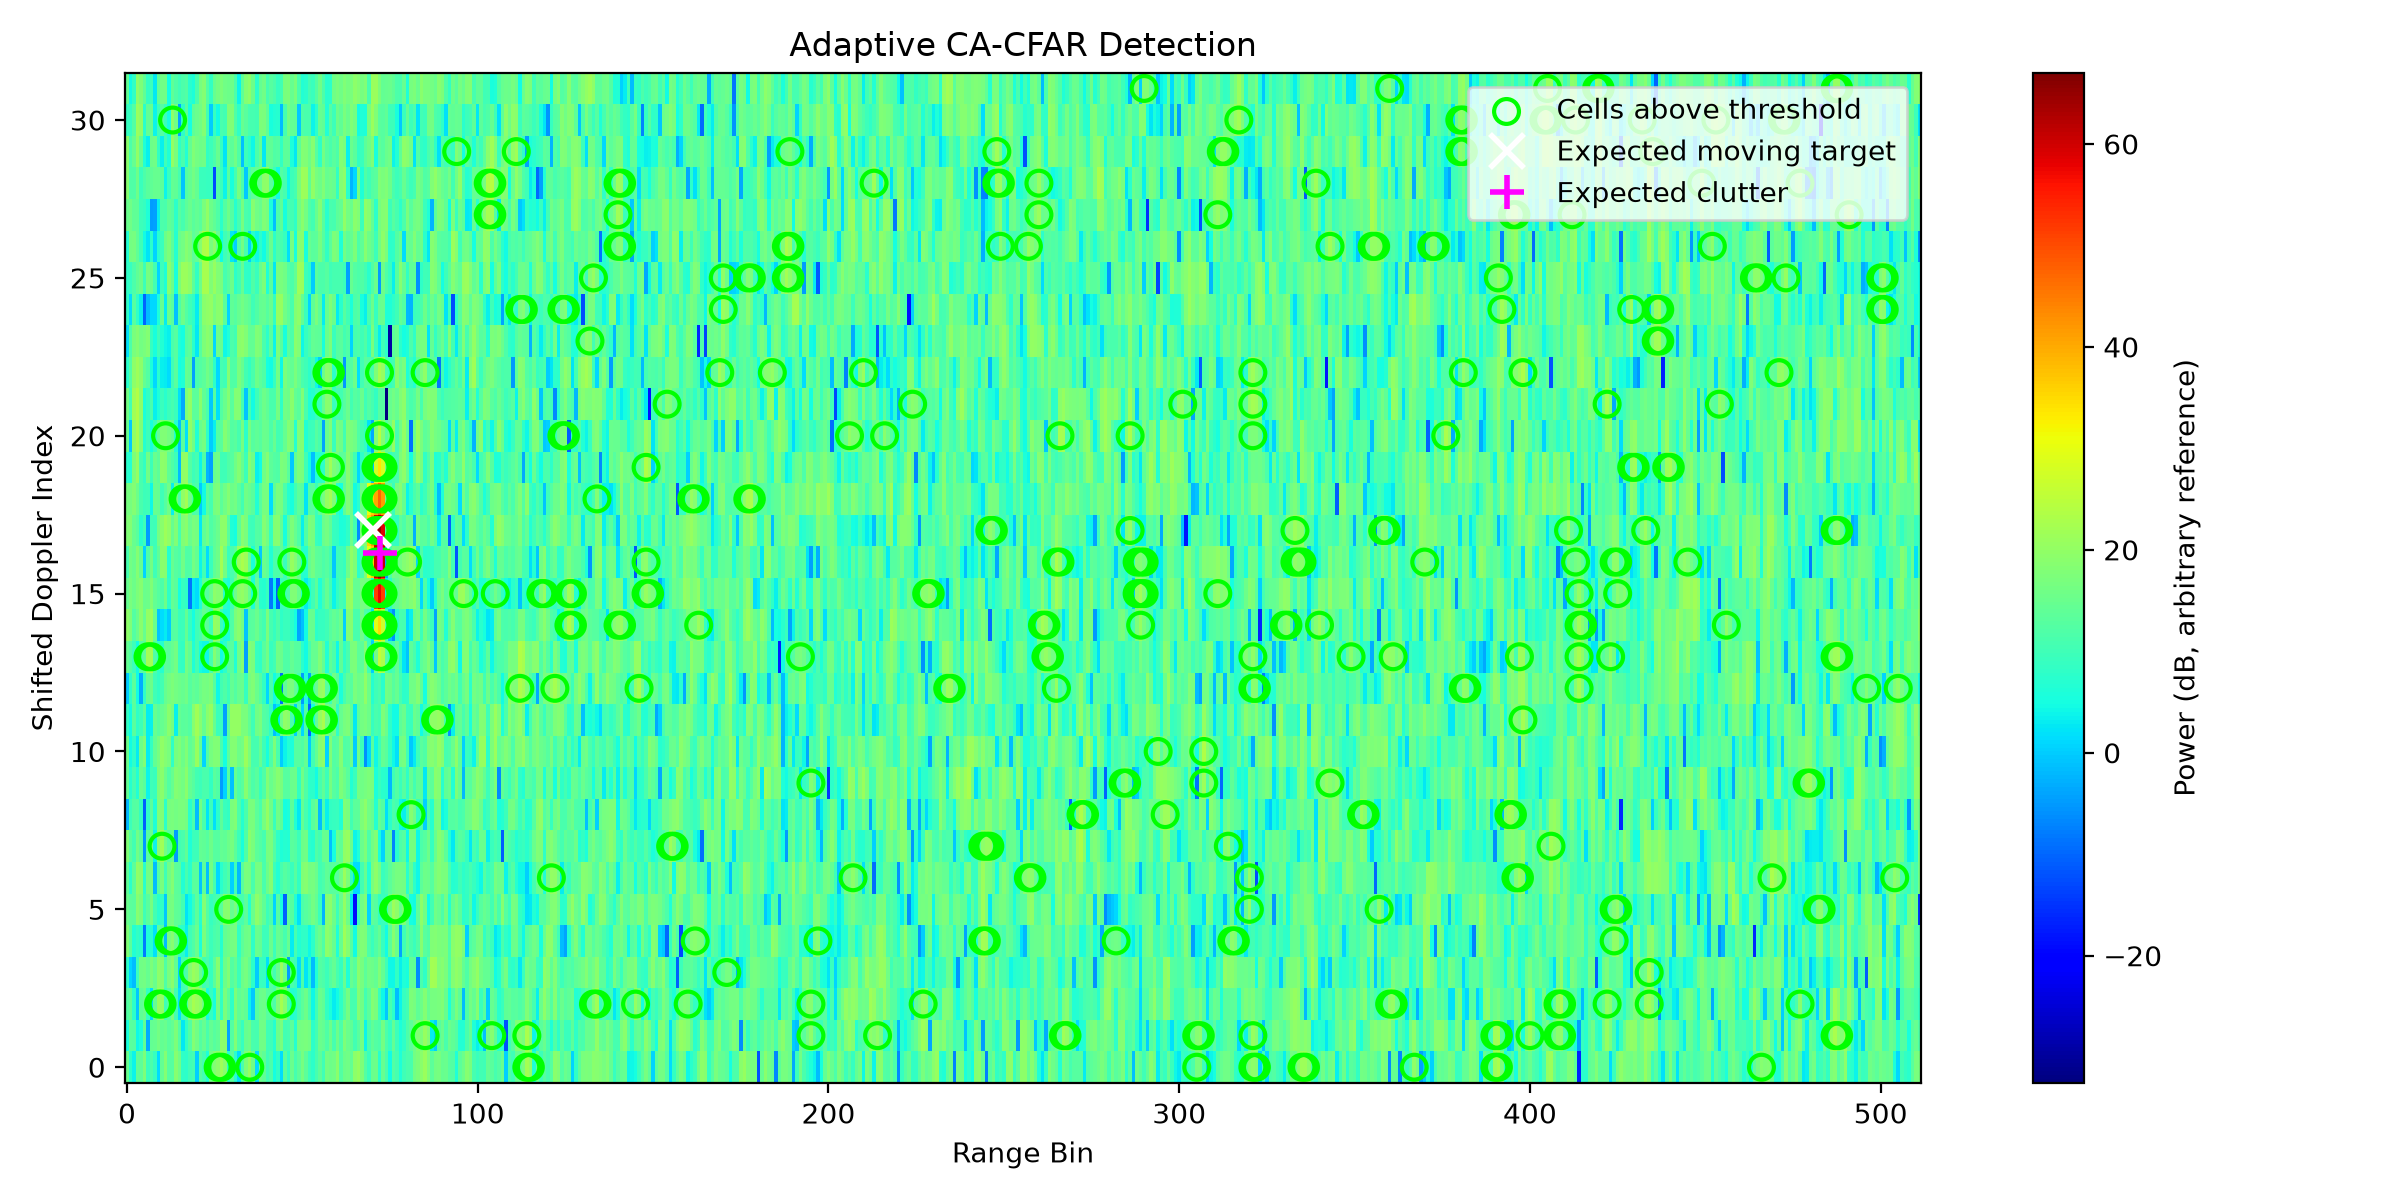 Adaptive CA-CFAR Detection
Cells above threshold
Expected moving target
Expected clutter
30
25
20
15
10
5
0
Shifted Doppler Index
0 100 200 300 400 500
Range Bin
60
40
20
0
−20
Power (dB, arbitrary reference)